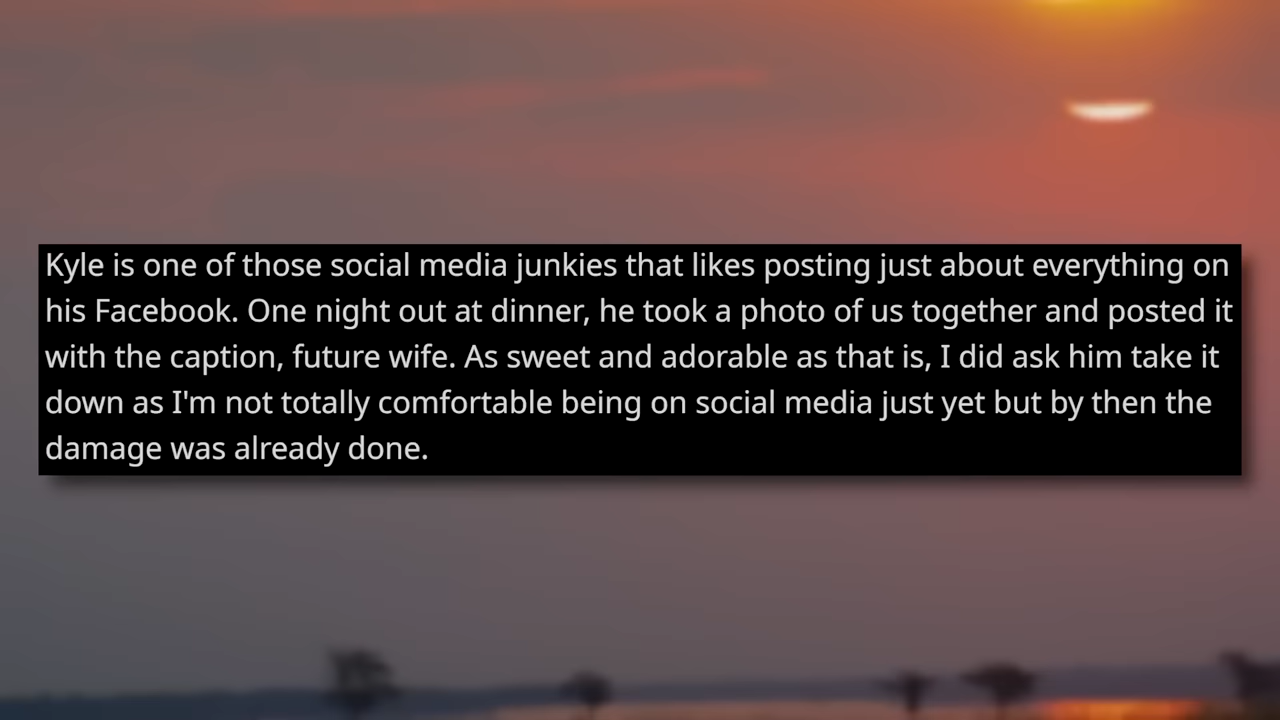 Kyle is one of those social media junkies that likes posting just about everything on
his Facebook. One night out at dinner, he took a photo of us together and posted it
with the caption, future wife. As sweet and adorable as that is, I did ask him take it
down as I'm not totally comfortable being on social media just yet but by then the
damage was already done.